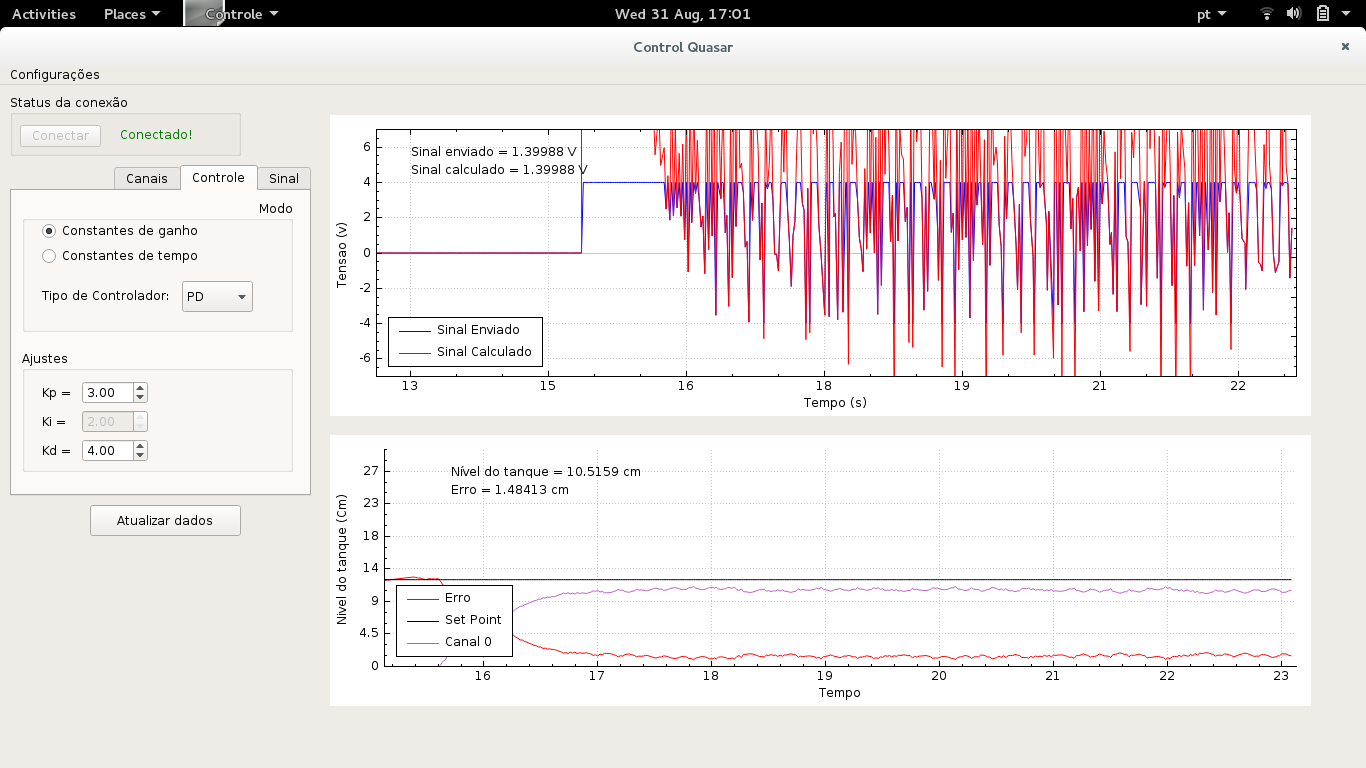 Activities Places Controle Wed 31 Aug, 17:01 pt
Control Quasar ×
Configurações
Status da conexão
Conectar Conectado!
Canais Controle Sinal
Modo
Constantes de ganho
Constantes de tempo
Tipo de Controlador: PD
Ajustes
Kp = 3.00
Ki = 2.00
Kd = 4.00
Atualizar dados
Tensao (v)
6
4
2
0
-2
-4
-6
Sinal enviado = 1.39988 V
Sinal calculado = 1.39988 V
Sinal Enviado
Sinal Calculado
13 15 16 18 19 21 22
Tempo (s)
Nivel do tanque (Cm)
27
23
18
14
9
4.5
0
Nível do tanque = 10.5159 cm
Erro = 1.48413 cm
Erro
Set Point
Canal 0
16 17 18 19 20 21 22 23
Tempo